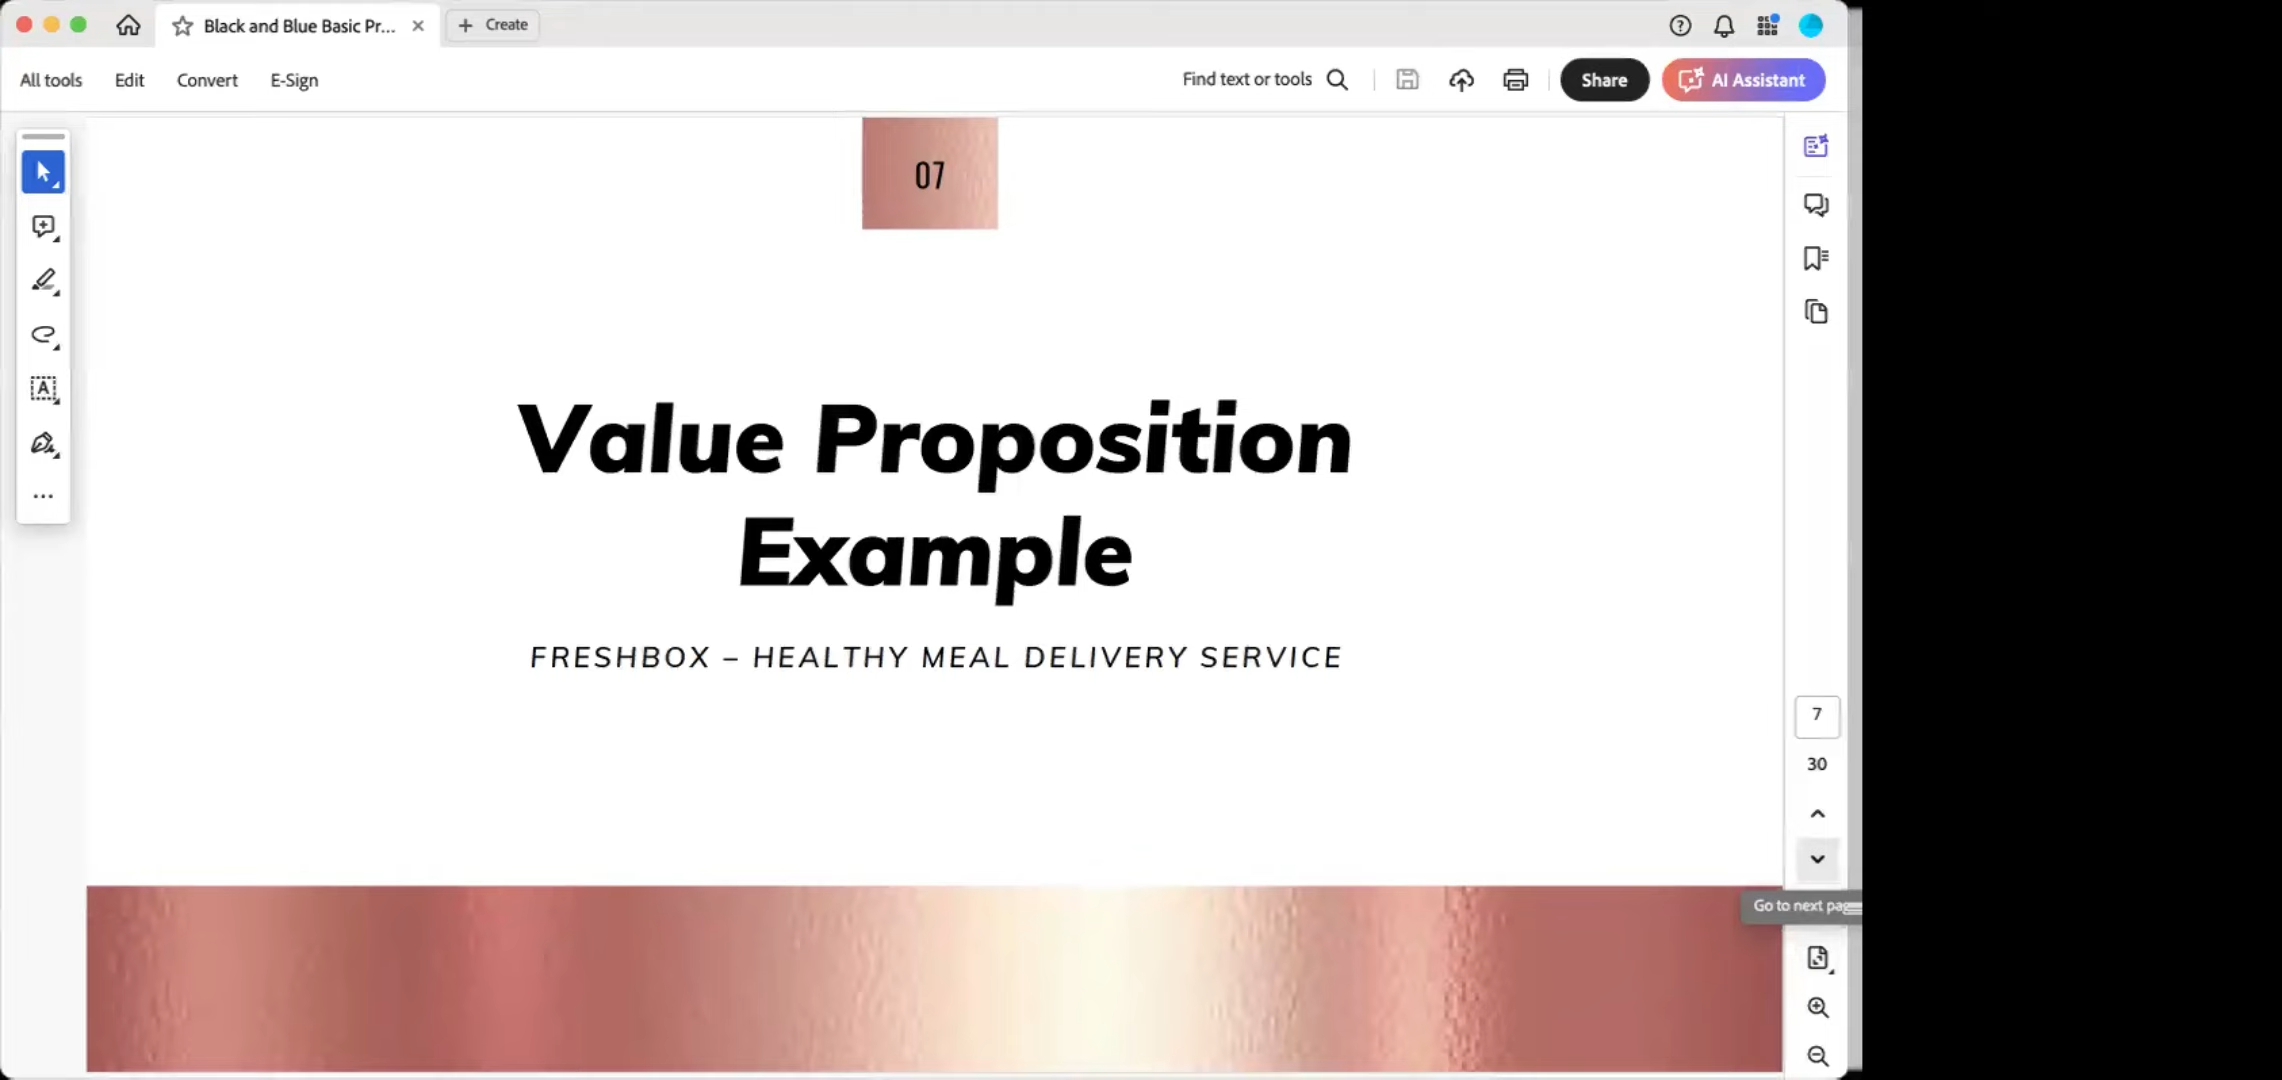 Black and Blue Basic Pr...
Create
All tools
Edit
Convert
E-Sign
Find text or tools
Share
AI Assistant
07
Value Proposition
Example
FRESHBOX – HEALTHY MEAL DELIVERY SERVICE
7
30
Go to next